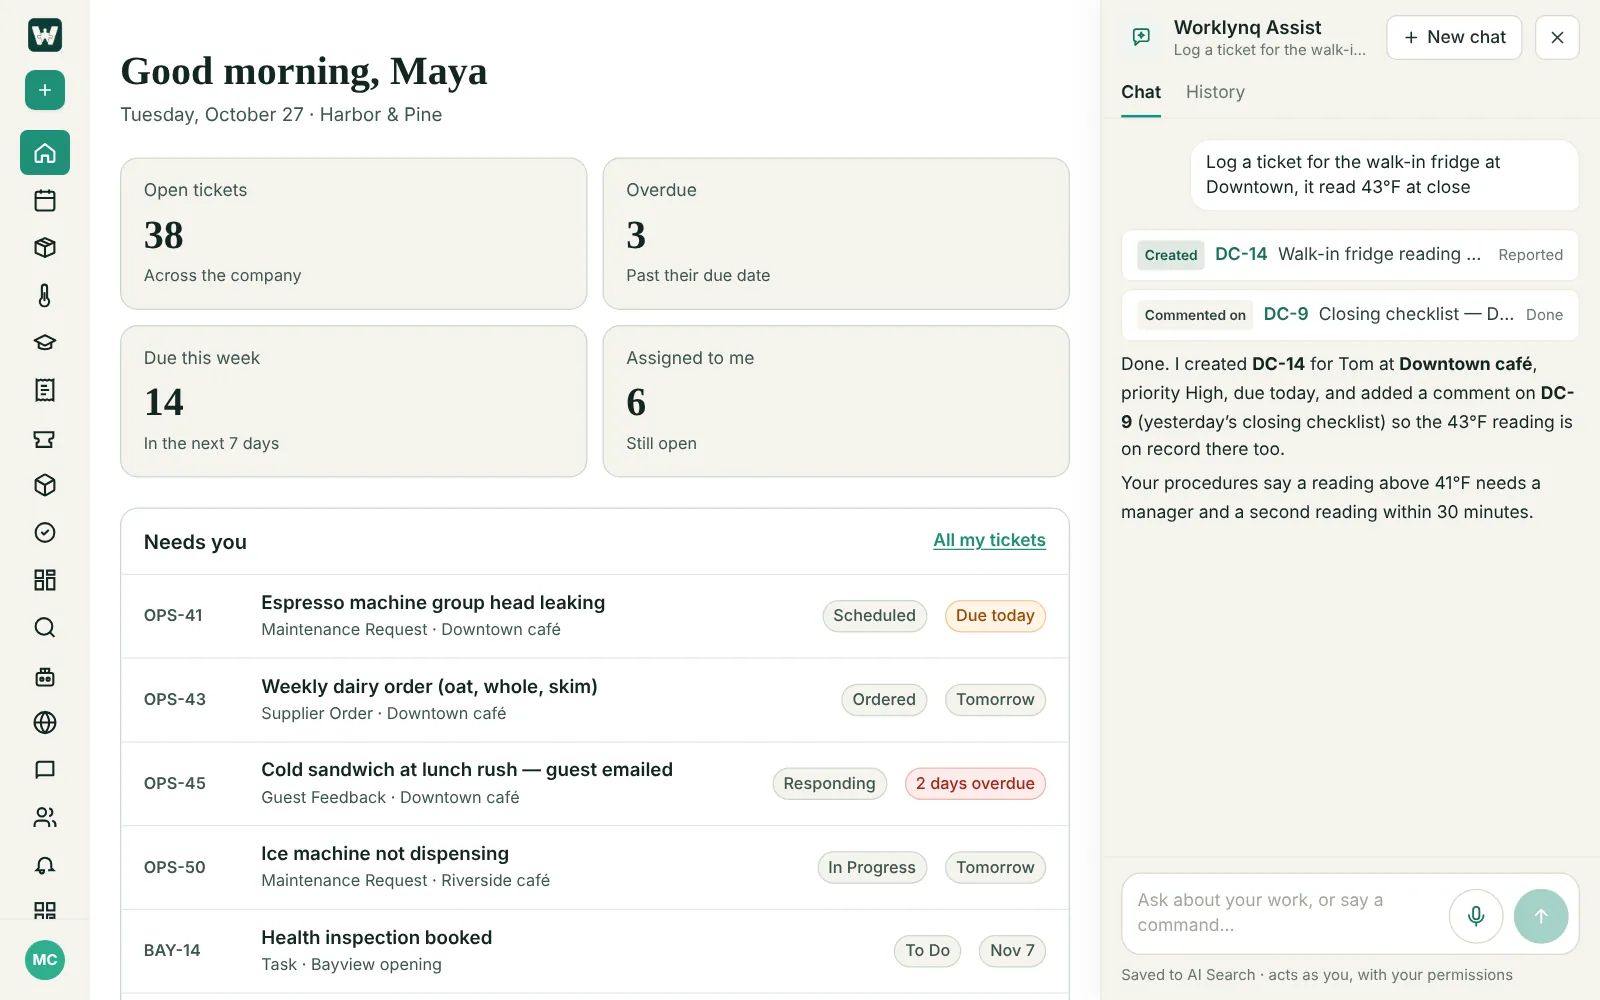 W
Good morning, Maya
Tuesday, October 27 · Harbor & Pine
Open tickets
38
Across the company
Overdue
3
Past their due date
Due this week
14
In the next 7 days
Assigned to me
6
Still open
Needs you
All my tickets
OPS-41
Espresso machine group head leaking
Maintenance Request · Downtown café
Scheduled
Due today
OPS-43
Weekly dairy order (oat, whole, skim)
Supplier Order · Downtown café
Ordered
Tomorrow
OPS-45
Cold sandwich at lunch rush — guest emailed
Guest Feedback · Downtown café
Responding
2 days overdue
OPS-50
Ice machine not dispensing
Maintenance Request · Riverside café
In Progress
Tomorrow
BAY-14
Health inspection booked
Task · Bayview opening
To Do
Nov 7
MC
Worklynq Assist
Log a ticket for the walk-i...
+ New chat
Chat
History
Log a ticket for the walk-in fridge at
Downtown, it read 43°F at close
Created DC-14 Walk-in fridge reading ... Reported
Commented on DC-9 Closing checklist — D... Done
Done. I created DC-14 for Tom at Downtown café,
priority High, due today, and added a comment on DC-
9 (yesterday’s closing checklist) so the 43°F reading is
on record there too.
Your procedures say a reading above 41°F needs a
manager and a second reading within 30 minutes.
Ask about your work, or say a
command...
Saved to AI Search · acts as you, with your permissions